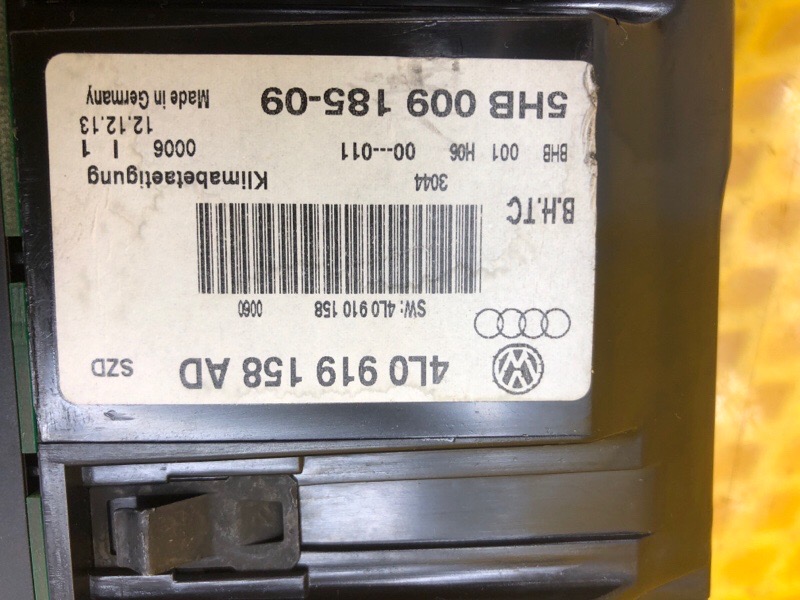 4L0 919 158 AD SZD
SW: 4L0 910 158 0060
B.H.TC
3044 Klimabetaetigung
BHB 001 H06 00---011 0006 I 1
12.12.13
5HB 009 185-09 Made in Germany